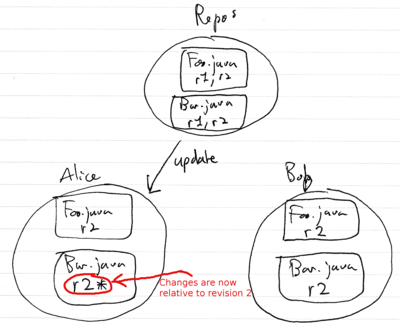 Repos
Foo.java
r1, r2
Bar.java
r1, r2
update
Alice
Foo.java
r2
Bar.java
r2*
Changes are now
relative to revision 2
Bob
Foo.java
r2
Bar.java
r2